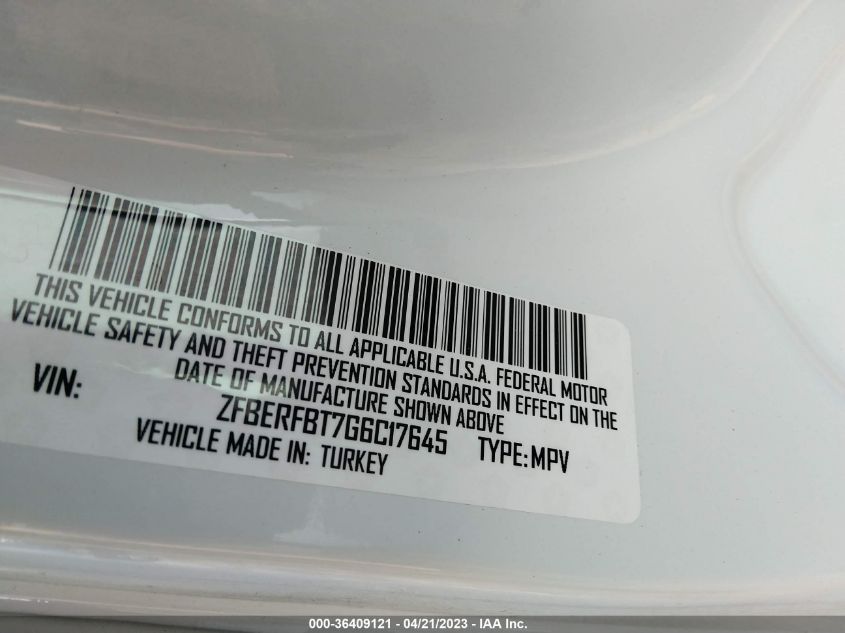 THIS VEHICLE CONFORMS TO ALL APPLICABLE U.S.A. FEDERAL MOTOR
VEHICLE SAFETY AND THEFT PREVENTION STANDARDS IN EFFECT ON THE
DATE OF MANUFACTURE SHOWN ABOVE
VIN: ZFBERFBT7G6C17645 TYPE: MPV
VEHICLE MADE IN: TURKEY
000-36409121 - 04/21/2023 - IAA Inc.